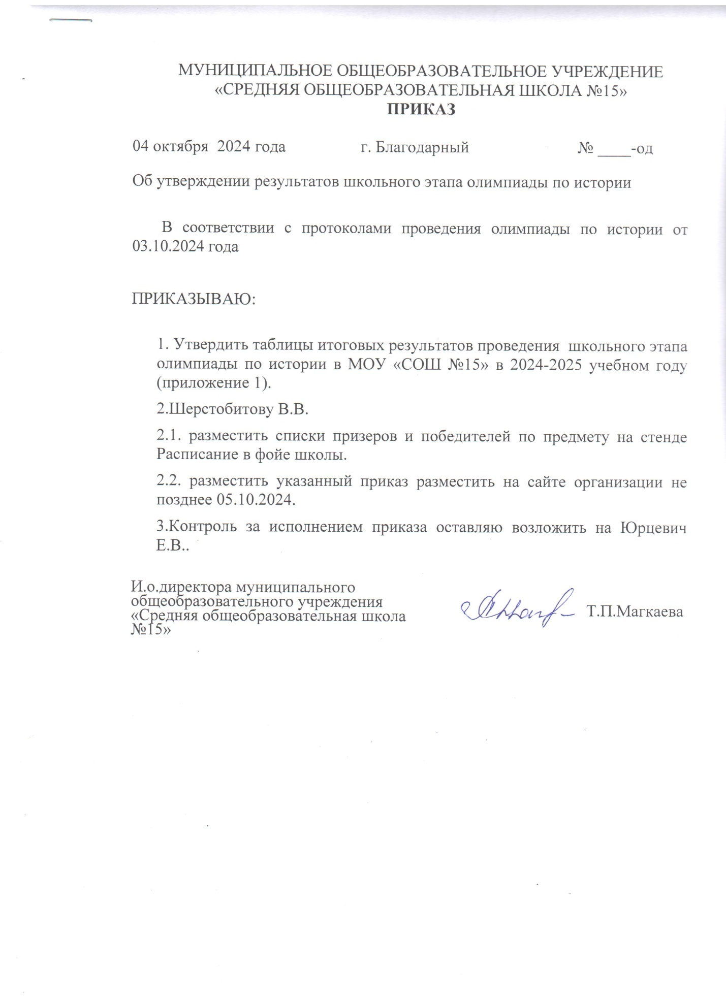 МУНИЦИПАЛЬНОЕ ОБЩЕОБРАЗОВАТЕЛЬНОЕ УЧРЕЖДЕНИЕ
«СРЕДНЯЯ ОБЩЕОБРАЗОВАТЕЛЬНАЯ ШКОЛА №15»
ПРИКАЗ
04 октября 2024 года г. Благодарный № ____-од
Об утверждении результатов школьного этапа олимпиады по истории
В соответствии с протоколами проведения олимпиады по истории от
03.10.2024 года
ПРИКАЗЫВАЮ:
1. Утвердить таблицы итоговых результатов проведения школьного этапа
олимпиады по истории в МОУ «СОШ №15» в 2024-2025 учебном году
(приложение 1).
2.Шерстобитову В.В.
2.1. разместить списки призеров и победителей по предмету на стенде
Расписание в фойе школы.
2.2. разместить указанный приказ разместить на сайте организации не
позднее 05.10.2024.
3.Контроль за исполнением приказа оставляю возложить на Юрцевич
Е.В..
И.о.директора муниципального
общеобразовательного учреждения
«Средняя общеобразовательная школа
№15»
Т.П.Магкаева